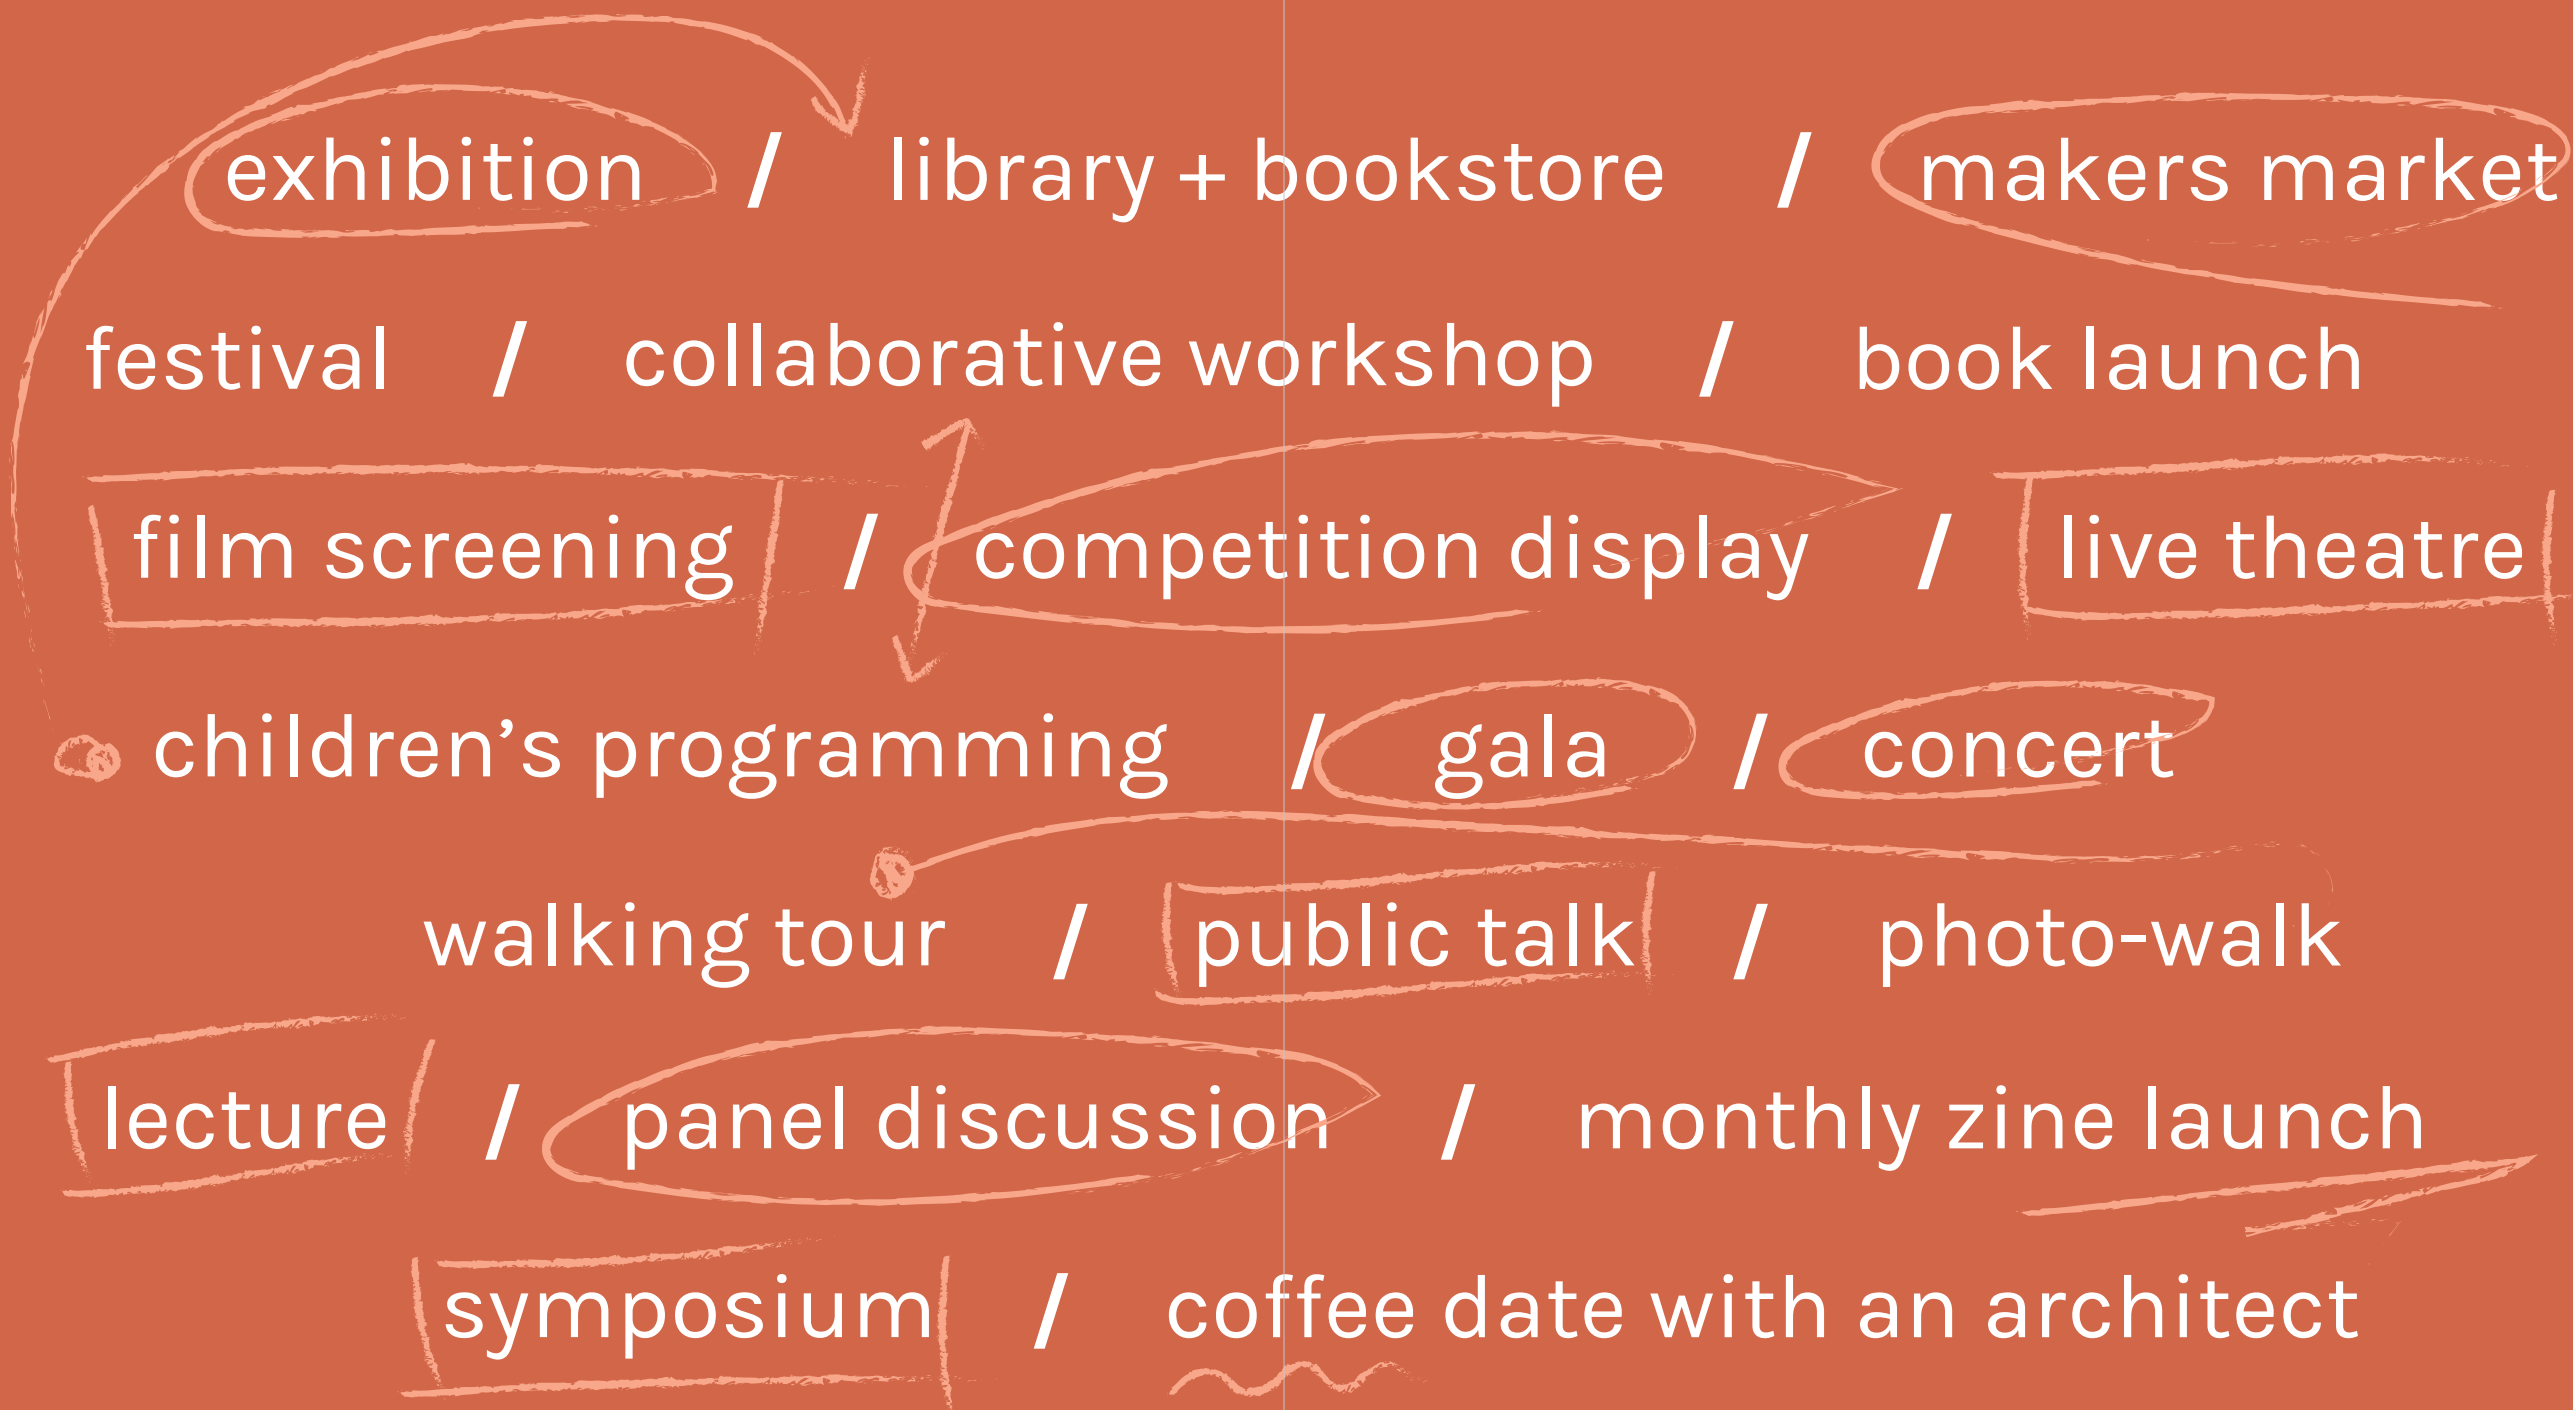 exhibition / library + bookstore / makers market
festival / collaborative workshop / book launch
film screening / competition display / live theatre
children’s programming / gala / concert
walking tour / public talk / photo-walk
lecture / panel discussion / monthly zine launch
symposium / coffee date with an architect